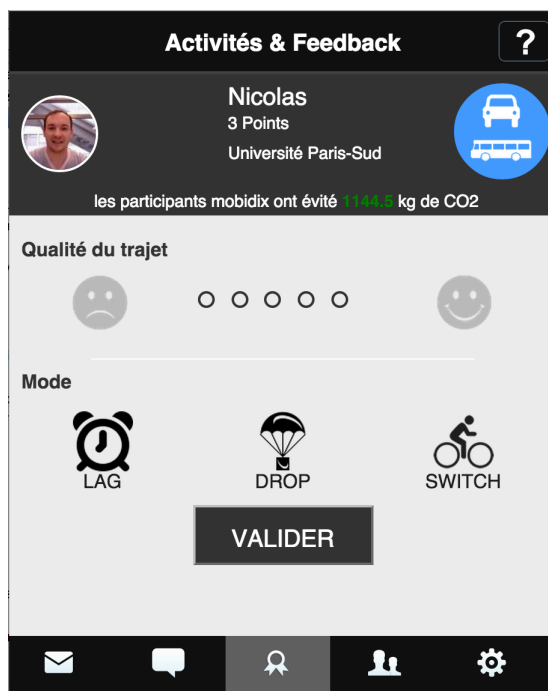 Activités & Feedback
?
Nicolas
3 Points
Université Paris-Sud
les participants mobidix ont évité 1144.5 kg de CO2
Qualité du trajet
Mode
LAG DROP SWITCH
VALIDER